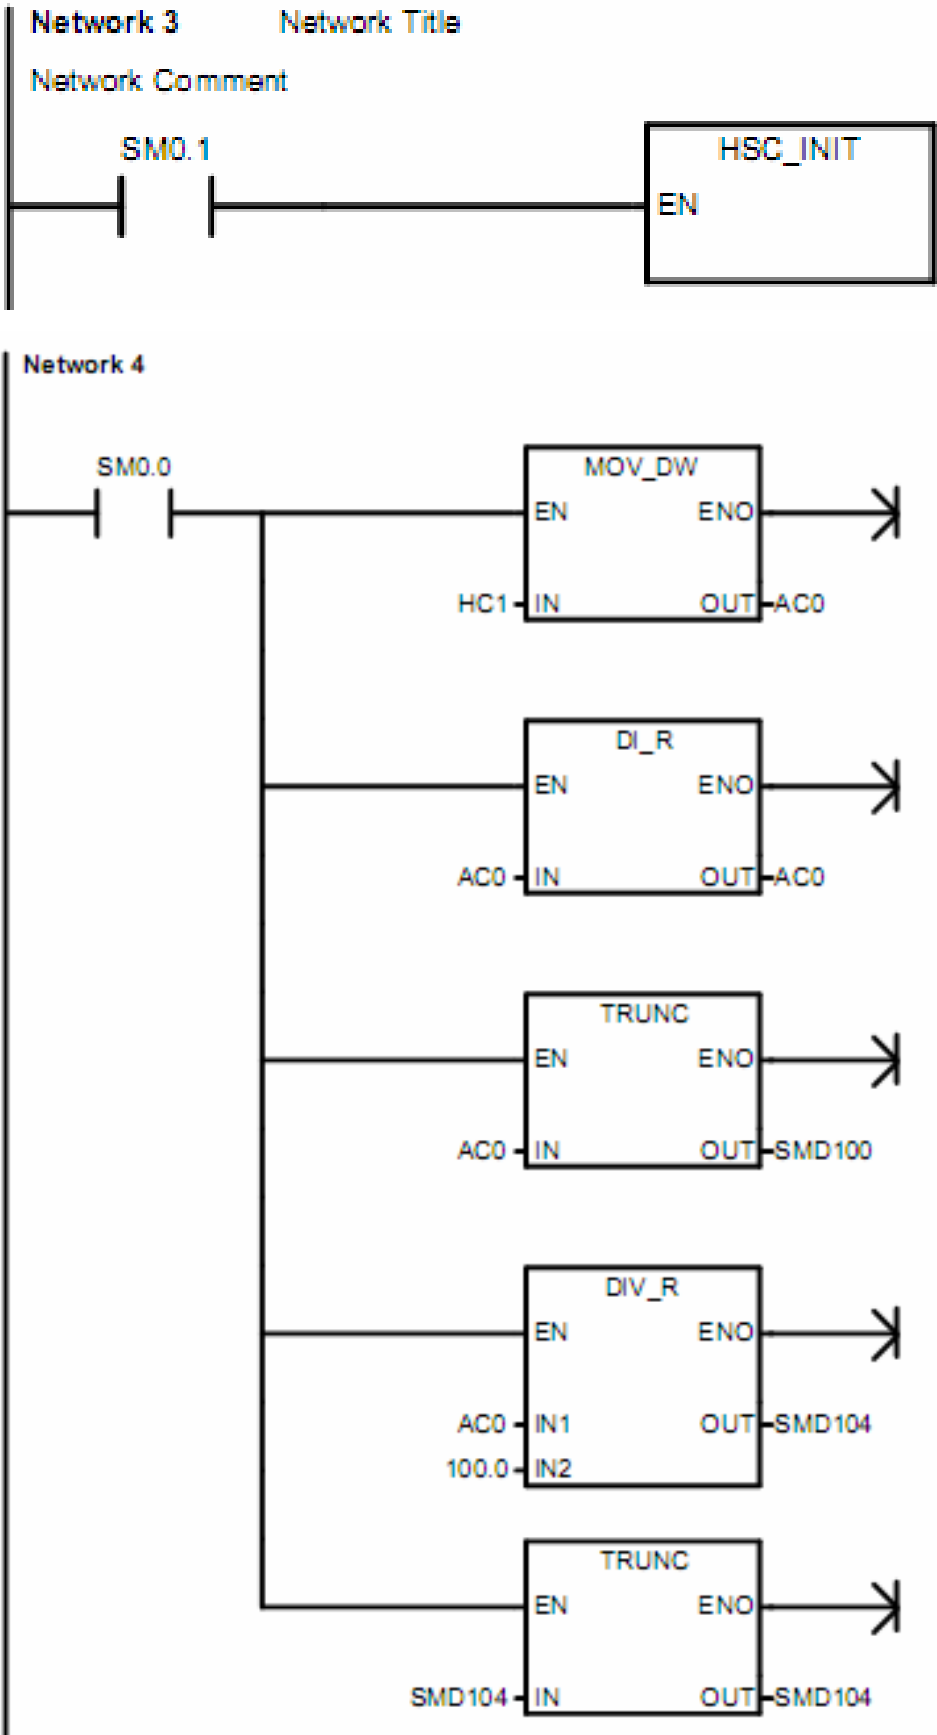 Network 3 Network Title
Network Comment
SM0.1
HSC_INIT
EN
Network 4
SM0.0
MOV_DW
EN ENO
HC1 IN OUT AC0
DI_R
EN ENO
AC0 IN OUT AC0
TRUNC
EN ENO
AC0 IN OUT SMD100
DIV_R
EN ENO
AC0 IN1 OUT SMD104
100.0 IN2
TRUNC
EN ENO
SMD104 IN OUT SMD104